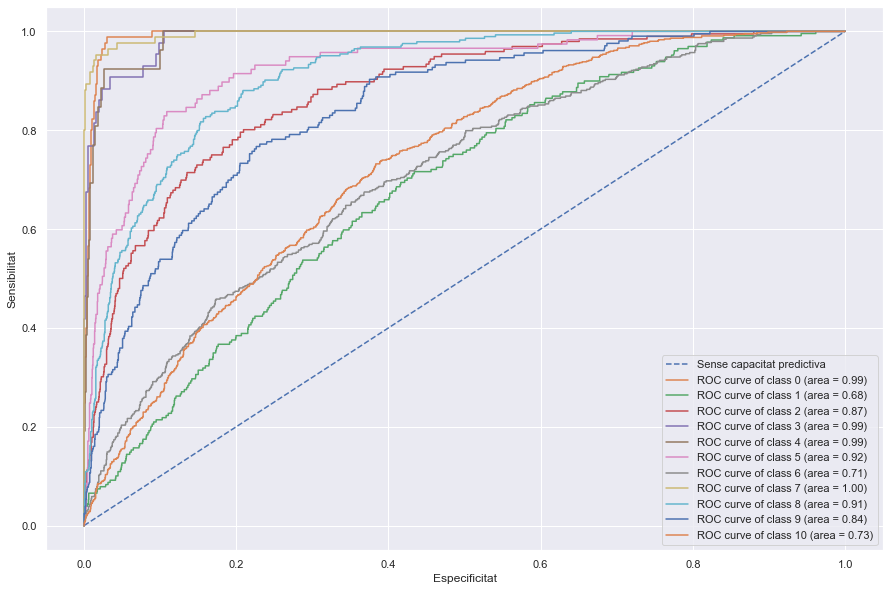 1.0
0.8
0.6
0.4
0.2
0.0
Sensibilitat
0.0 0.2 0.4 0.6 0.8 1.0
Especificitat
Sense capacitat predictiva
ROC curve of class 0 (area = 0.99)
ROC curve of class 1 (area = 0.68)
ROC curve of class 2 (area = 0.87)
ROC curve of class 3 (area = 0.99)
ROC curve of class 4 (area = 0.99)
ROC curve of class 5 (area = 0.92)
ROC curve of class 6 (area = 0.71)
ROC curve of class 7 (area = 1.00)
ROC curve of class 8 (area = 0.91)
ROC curve of class 9 (area = 0.84)
ROC curve of class 10 (area = 0.73)